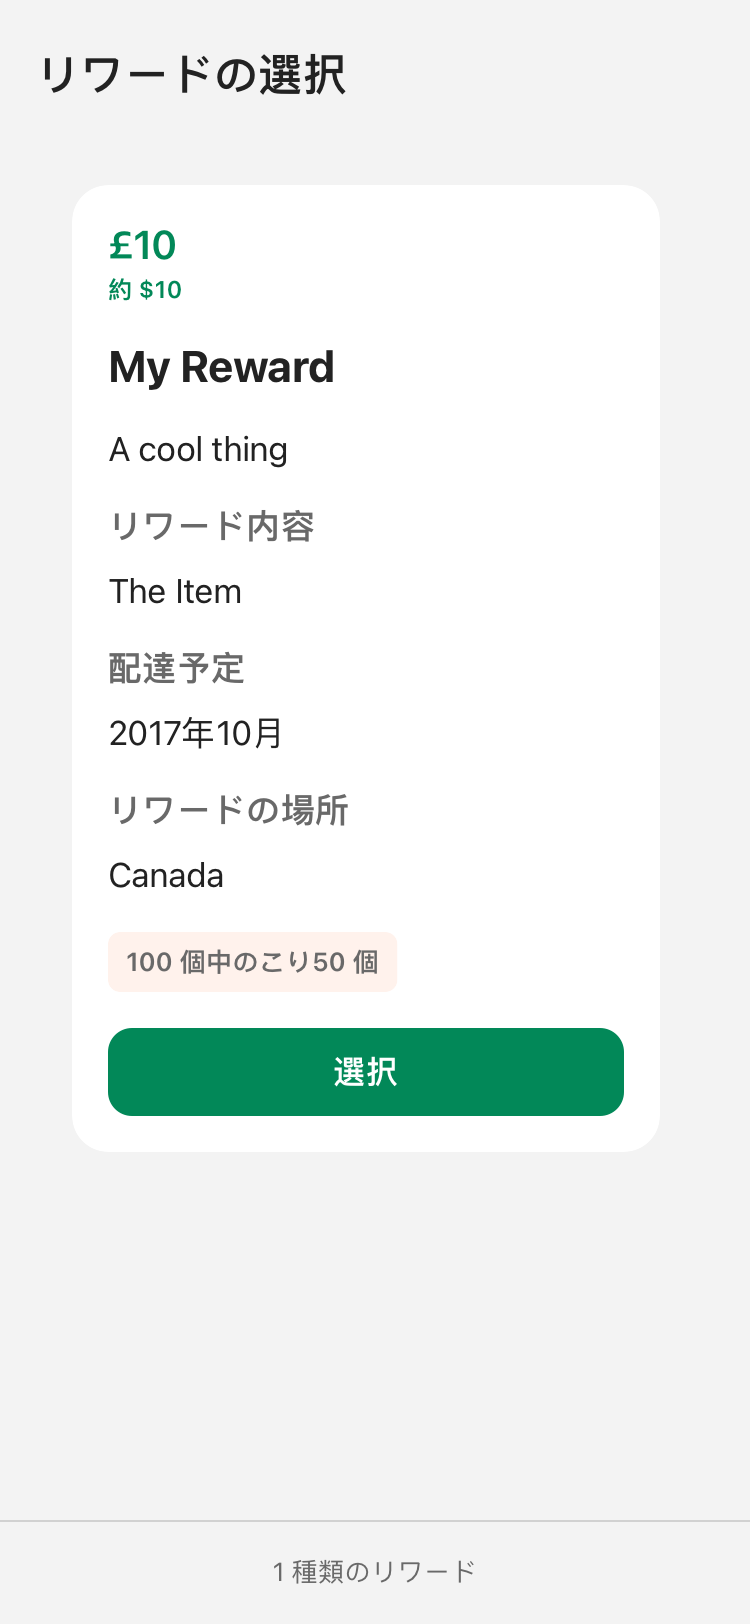 リワードの選択
£10
約 $10
My Reward
A cool thing
リワード内容
The Item
配達予定
2017年10月
リワードの場所
Canada
100 個中のこり50 個
選択
1 種類のリワード